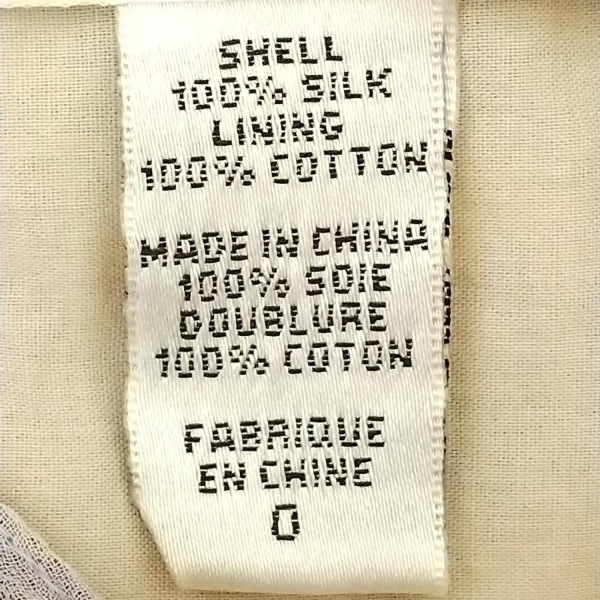 SHELL
100% SILK
LINING
100% COTTON
MADE IN CHINA
100% SOIE
DOUBLURE
100% COTON
FABRIQUE
EN CHINE
0